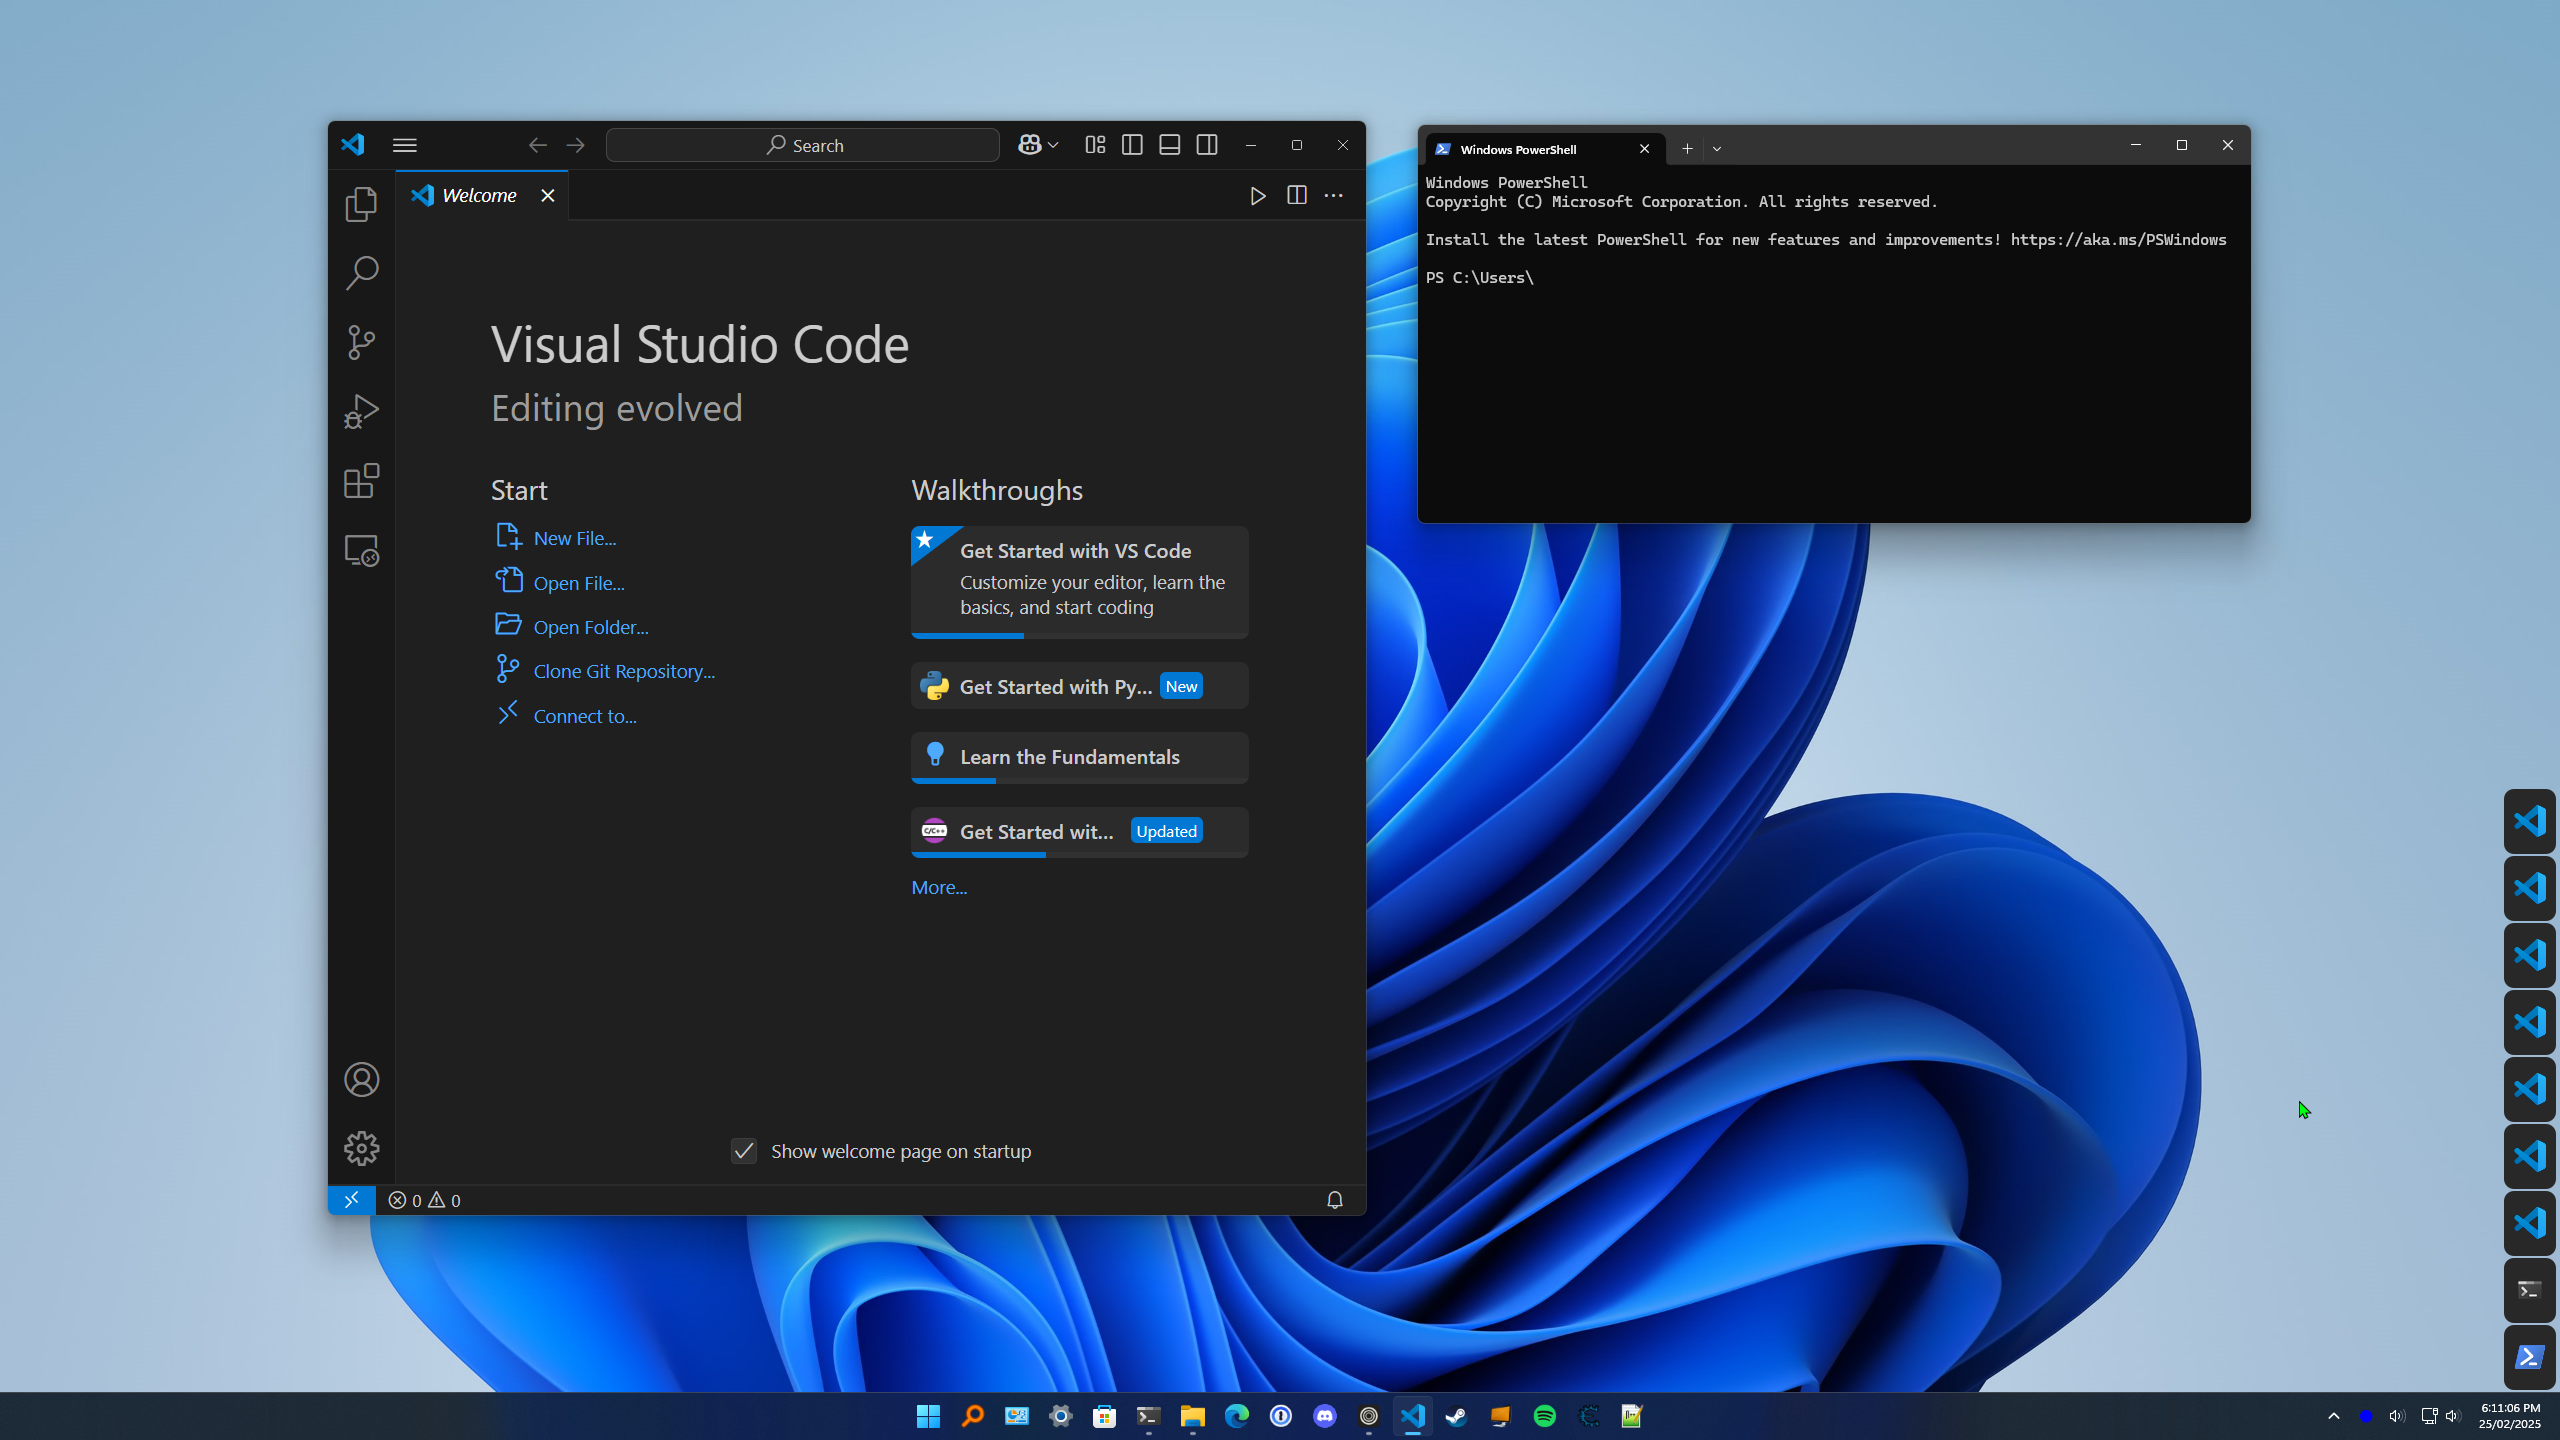 Search
Welcome
Visual Studio Code
Editing evolved
Start
New File...
Open File...
Open Folder...
Clone Git Repository...
Connect to...
Walkthroughs
Get Started with VS Code
Customize your editor, learn the
basics, and start coding
Get Started with Py... New
Learn the Fundamentals
C/C++ Get Started wit... Updated
More...
Show welcome page on startup
0 0
Windows PowerShell
Windows PowerShell
Copyright (C) Microsoft Corporation. All rights reserved.
Install the latest PowerShell for new features and improvements! https://aka.ms/PSWindows
PS C:\Users\
6:11:06 PM
25/02/2025